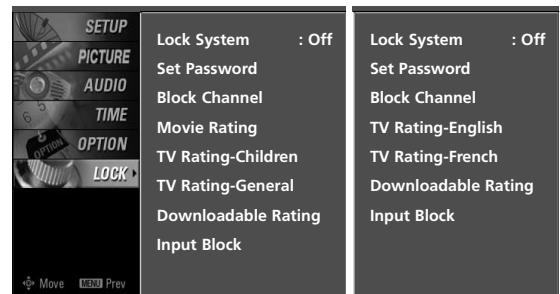 SETUP
PICTURE
AUDIO
TIME
OPTION
LOCK
Move MENU Prev
Lock System : Off
Set Password
Block Channel
Movie Rating
TV Rating-Children
TV Rating-General
Downloadable Rating
Input Block
Lock System : Off
Set Password
Block Channel
TV Rating-English
TV Rating-French
Downloadable Rating
Input Block